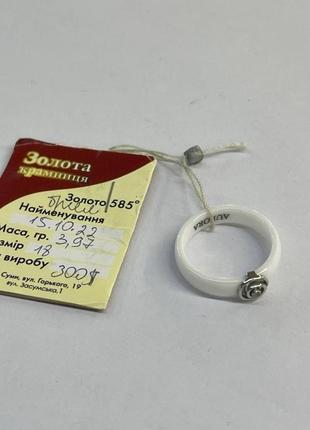 Золота
крамниця
Золото 585°
Найменування
15.10.22
Маса, гр. 3,97
змір 18
виробу 300
Суми, вул. Горького, 19
вул. Засумська,1
AURORA